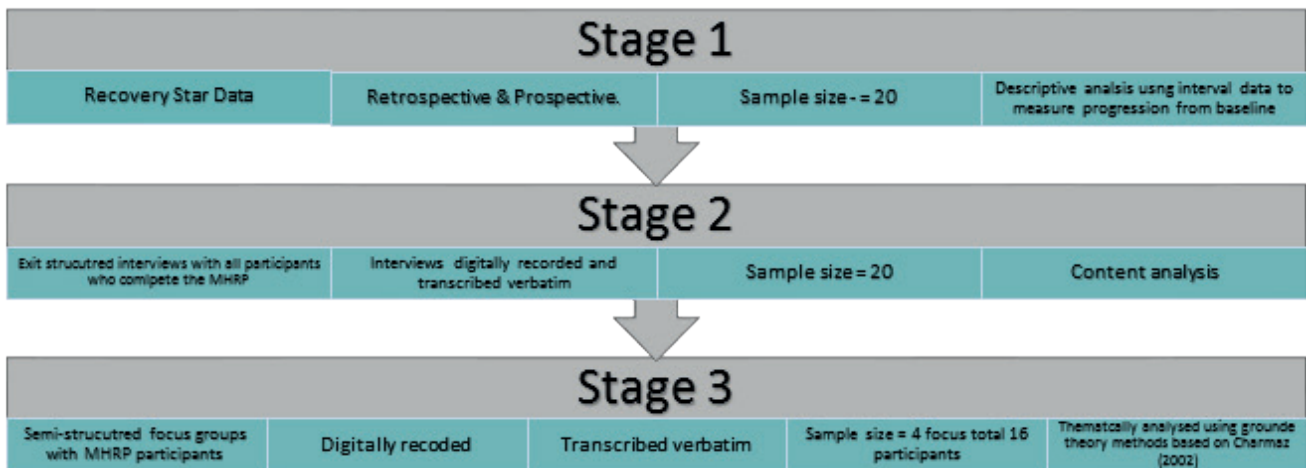 Stage 1
Recovery Star Data
Retrospective & Prospective.
Sample size - = 20
Descriptive analsis usng interval data to
measure progression from baseline
Stage 2
Exit strucutred interviews with all participants
who comlpete the MHRP
Interviews digitally recorded and
transcribed verbatim
Sample size = 20
Content analysis
Stage 3
Semi-strucutred focus groups
with MHRP participants
Digitally recoded
Transcribed verbatim
Sample size = 4 focus total 16
participants
Thematcally analysed using grounde
theory methods based on Charmaz
(2002)